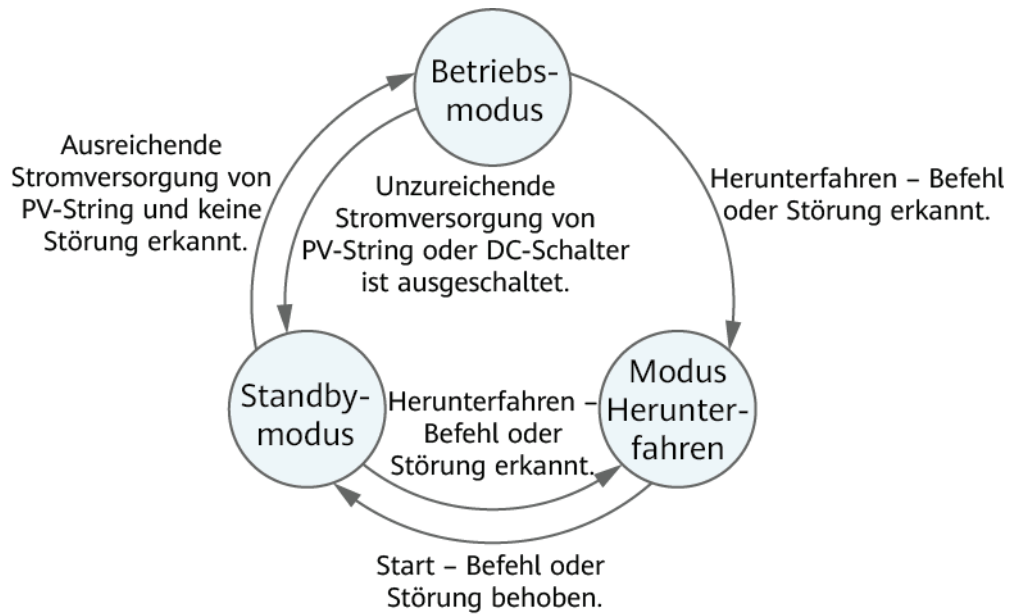 Betriebs-
modus
Ausreichende
Stromversorgung von
PV-String und keine
Störung erkannt.
Unzureichende
Stromversorgung von
PV-String oder DC-Schalter
ist ausgeschaltet.
Herunterfahren – Befehl
oder Störung erkannt.
Standby-
modus
Herunterfahren –
Befehl oder
Störung erkannt.
Modus
Herunter-
fahren
Start – Befehl oder
Störung behoben.